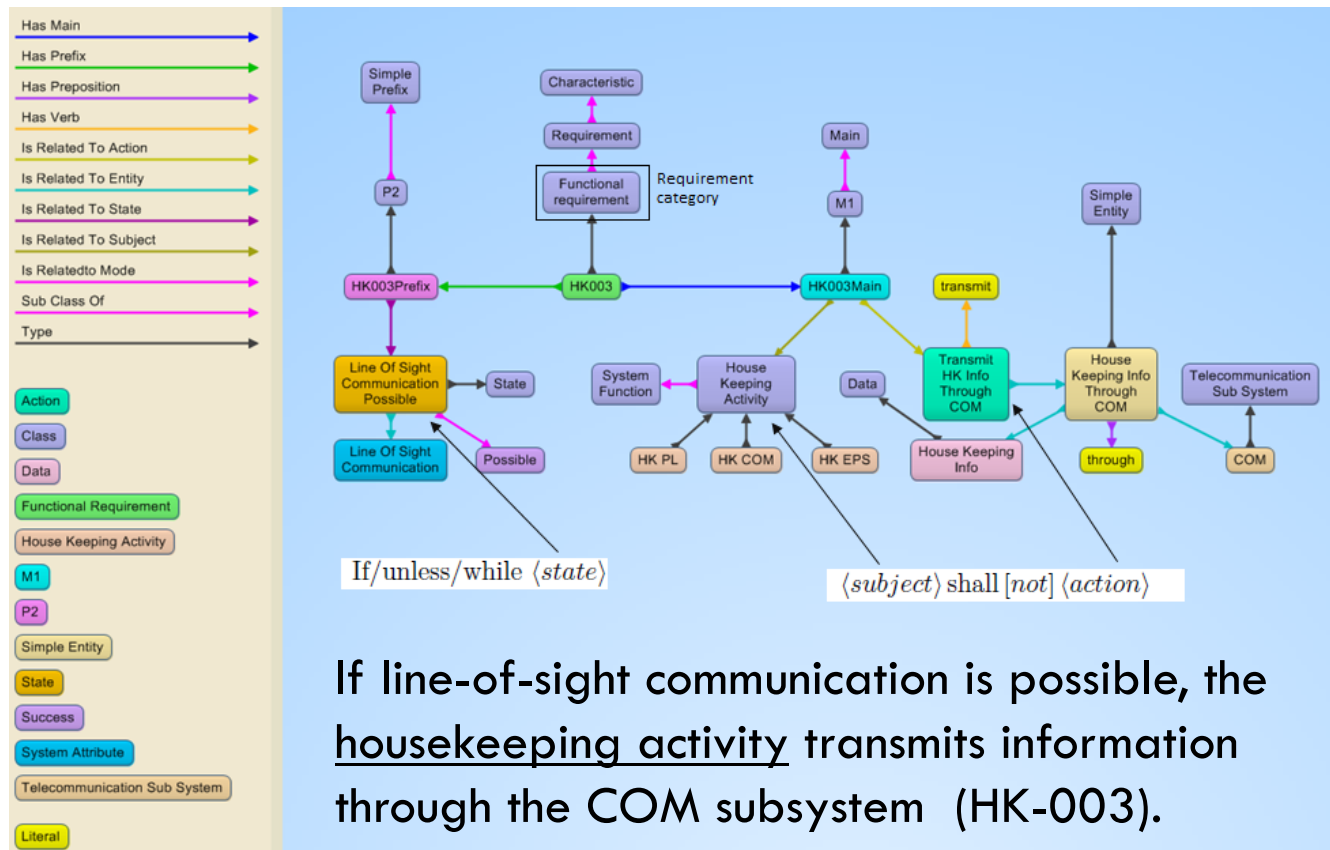 Has Main
Has Prefix
Has Preposition
Has Verb
Is Related To Action
Is Related To Entity
Is Related To State
Is Related To Subject
Is Relatedto Mode
Sub Class Of
Type
Action
Class
Data
Functional Requirement
House Keeping Activity
M1
P2
Simple Entity
State
Success
System Attribute
Telecommunication Sub System
Literal
Simple
Prefix
Characteristic
Requirement
Main
P2
Functional
requirement
Requirement
category
M1
Simple
Entity
HK003Prefix
HK003
HK003Main
transmit
Line Of Sight
Communication
Possible
State
System
Function
House
Keeping
Activity
Data
Transmit
HK Info
Through
COM
House
Keeping Info
Through
COM
Telecommunication
Sub System
Line Of Sight
Communication
Possible
HK PL
HK COM
HK EPS
House Keeping
Info
through
COM
If/unless/while ⟨state⟩
⟨subject⟩ shall [not] ⟨action⟩
If line-of-sight communication is possible, the
housekeeping activity transmits information
through the COM subsystem (HK-003).